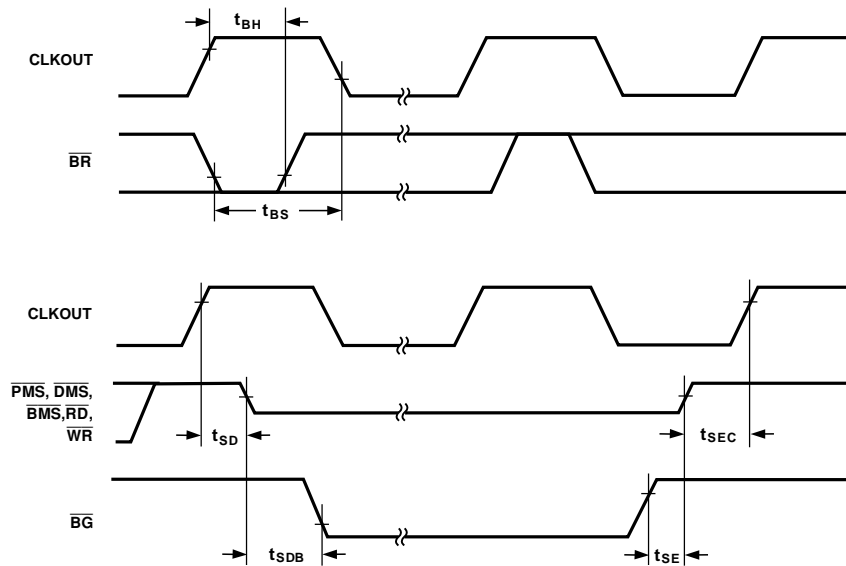 tBH
CLKOUT
BR
tBS
CLKOUT
PMS, DMS,
BMS,RD,
WR
tSD
tSEC
BG
tSDB
tSE